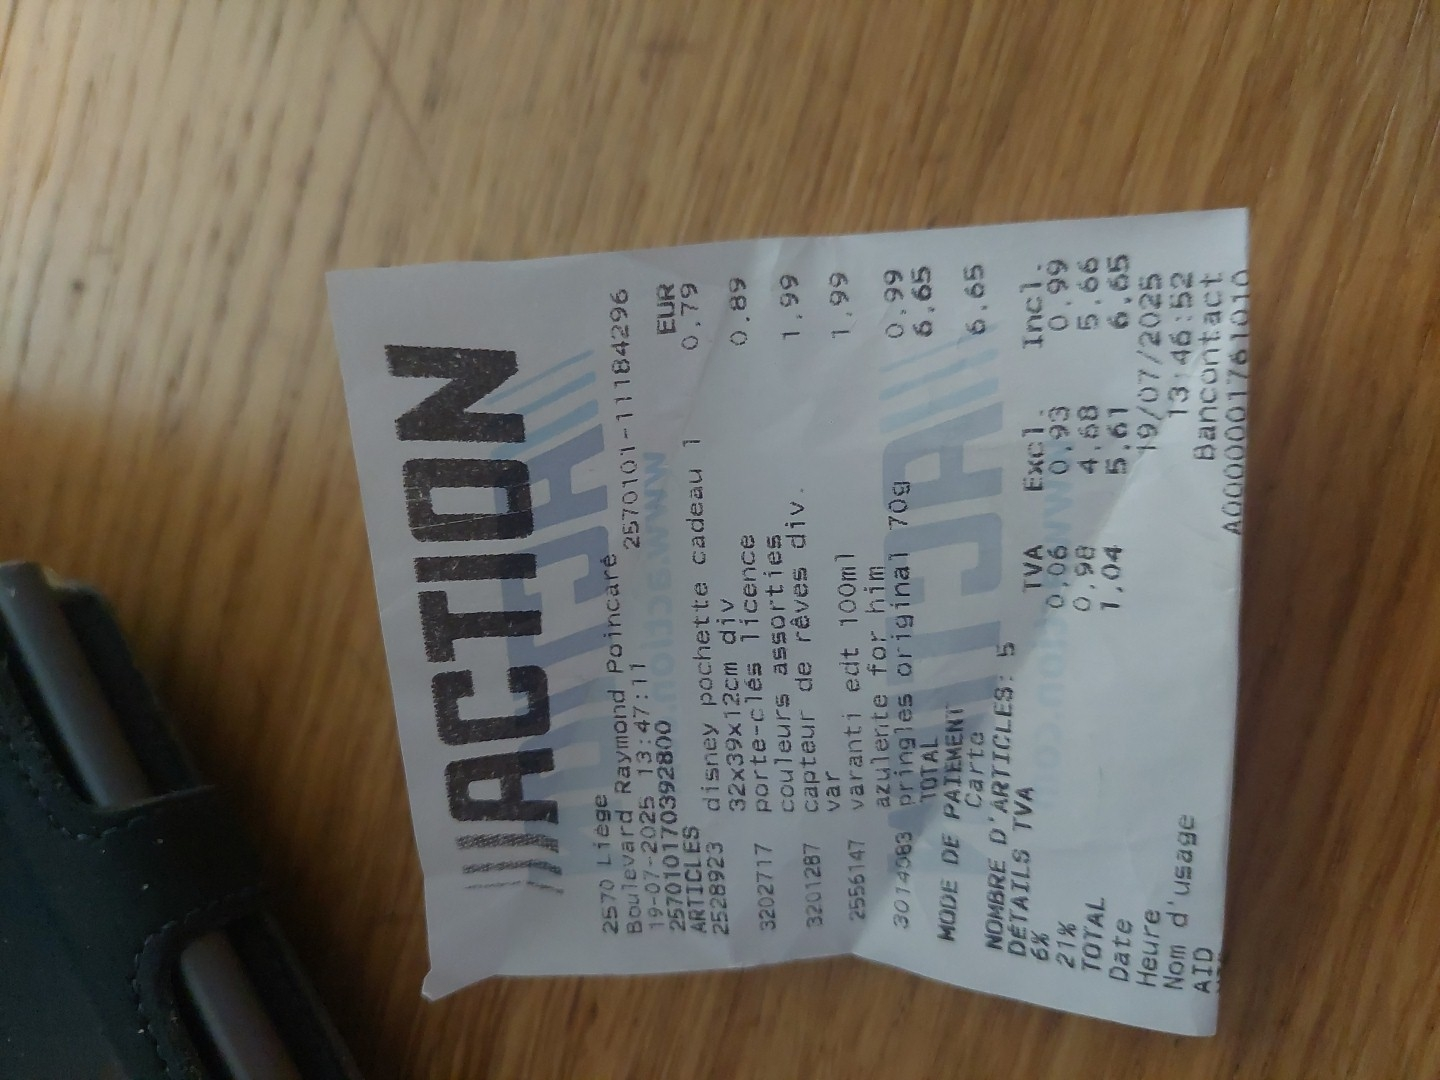 ACTION
2570 Liège
Boulevard Raymond Poincaré
19-07-2025 13:47:11 2570101-11184296
2570101170392800
ARTICLES EUR
2528923 disney pochette cadeau 1 0.79
32x39x12cm div
3202717 porte-clés licence 0.89
couleurs assorties
3201287 capteur de rêves div. 1.99
var
2556147 varanti edt 100ml 1.99
azulente for him
3014083 pringles original 70g 0.99
TOTAL 6.65
MODE DE PAIEMENT
Carte 6.65
NOMBRE D'ARTICLES: 5
DÉTAILS TVA TVA Excl. Incl.
6% 0,06 0,93 0,99
21% 0,98 4,68 5,66
TOTAL 1,04 5,61 6,65
Date 19/07/2025
Heure 13:46:52
Nom d'usage Bancontact
AID A0000001761010